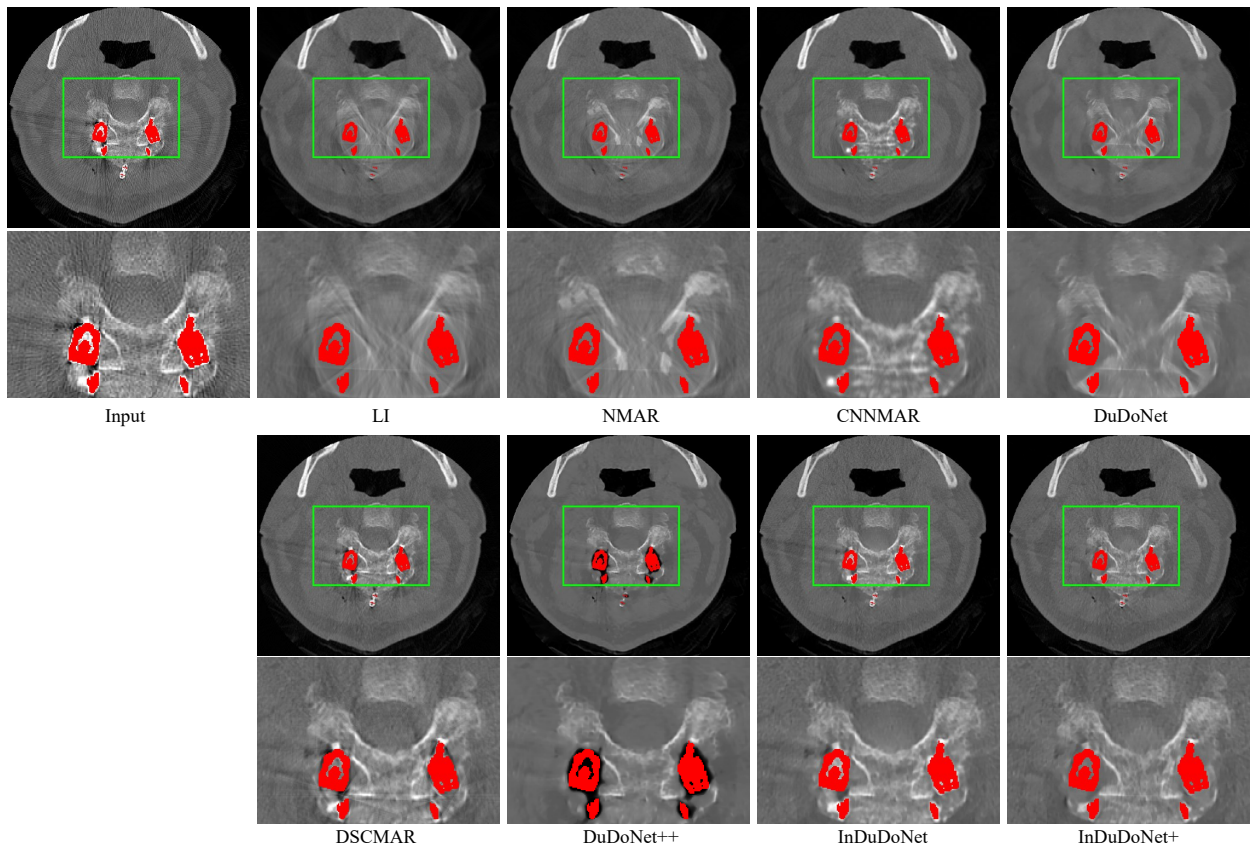 Input
LI
NMAR
CNNMAR
DuDoNet
DSCMAR
DuDoNet++
InDuDoNet
InDuDoNet+